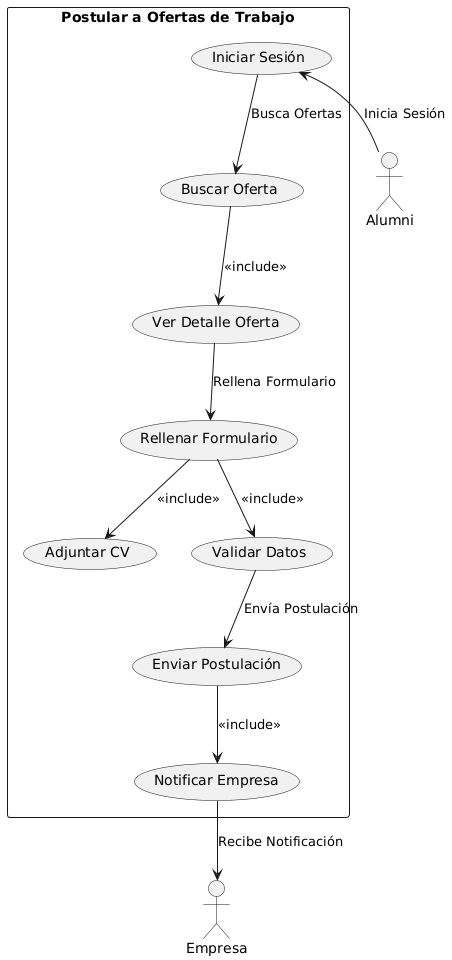 Postular a Ofertas de Trabajo
Iniciar Sesión
Busca Ofertas
Inicia Sesión
Buscar Oferta
Alumni
«include»
Ver Detalle Oferta
Rellena Formulario
Rellenar Formulario
«include»
«include»
Adjuntar CV
Validar Datos
Envía Postulación
Enviar Postulación
«include»
Notificar Empresa
Recibe Notificación
Empresa